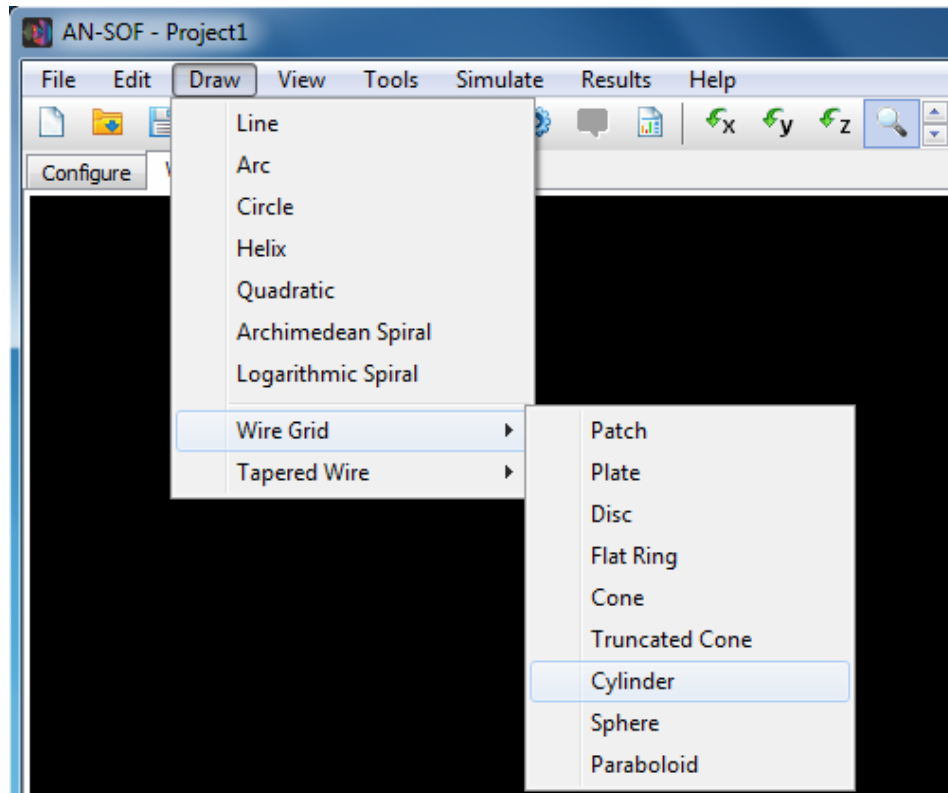 AN-SOF - Project1
File Edit Draw View Tools Simulate Results Help
x y z
Configure
Line
Arc
Circle
Helix
Quadratic
Archimedean Spiral
Logarithmic Spiral
Wire Grid
Tapered Wire
Patch
Plate
Disc
Flat Ring
Cone
Truncated Cone
Cylinder
Sphere
Paraboloid